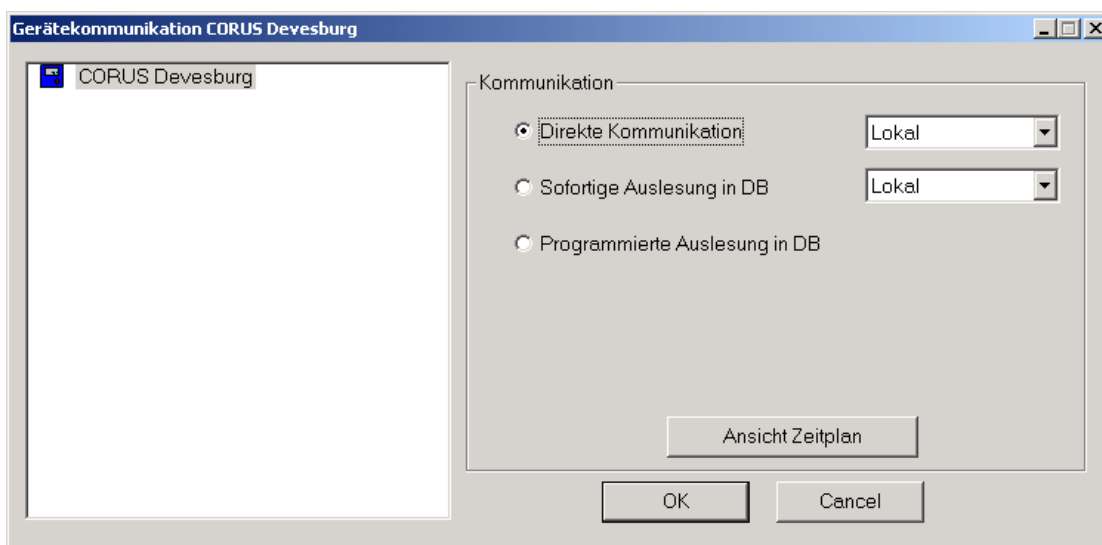 Gerätekommunikation CORUS Devesburg
CORUS Devesburg
Kommunikation
Direkte Kommunikation
Lokal
Sofortige Auslesung in DB
Lokal
Programmierte Auslesung in DB
Ansicht Zeitplan
OK
Cancel